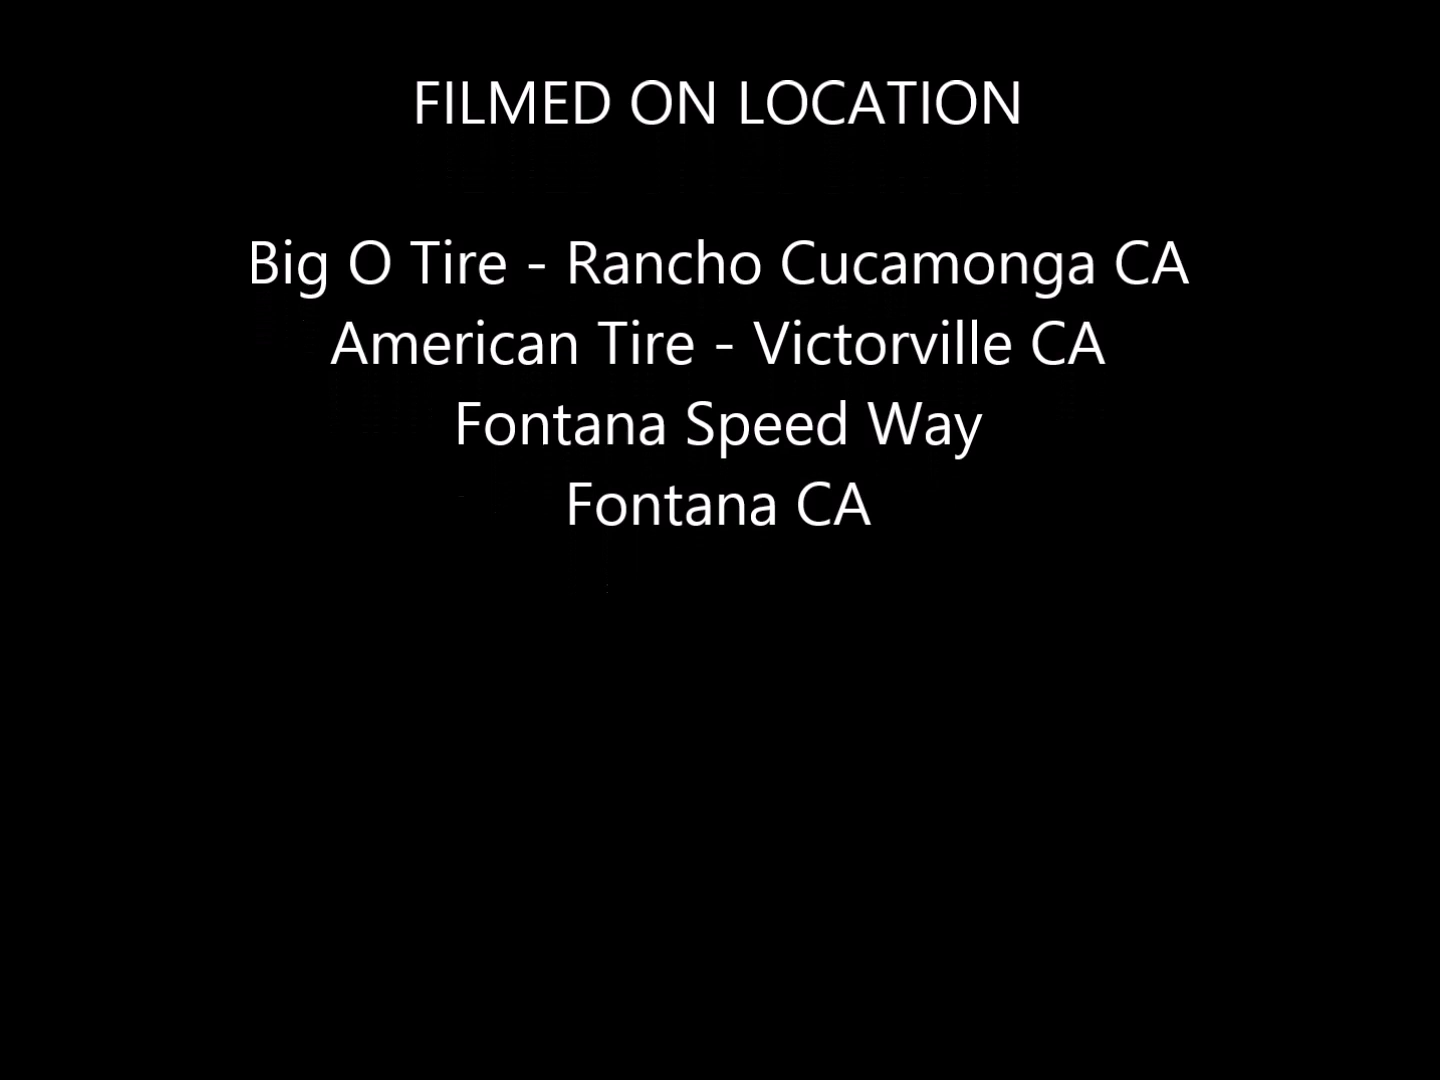 FILMED ON LOCATION
Big O Tire - Rancho Cucamonga CA
American Tire - Victorville CA
Fontana Speed Way
Fontana CA